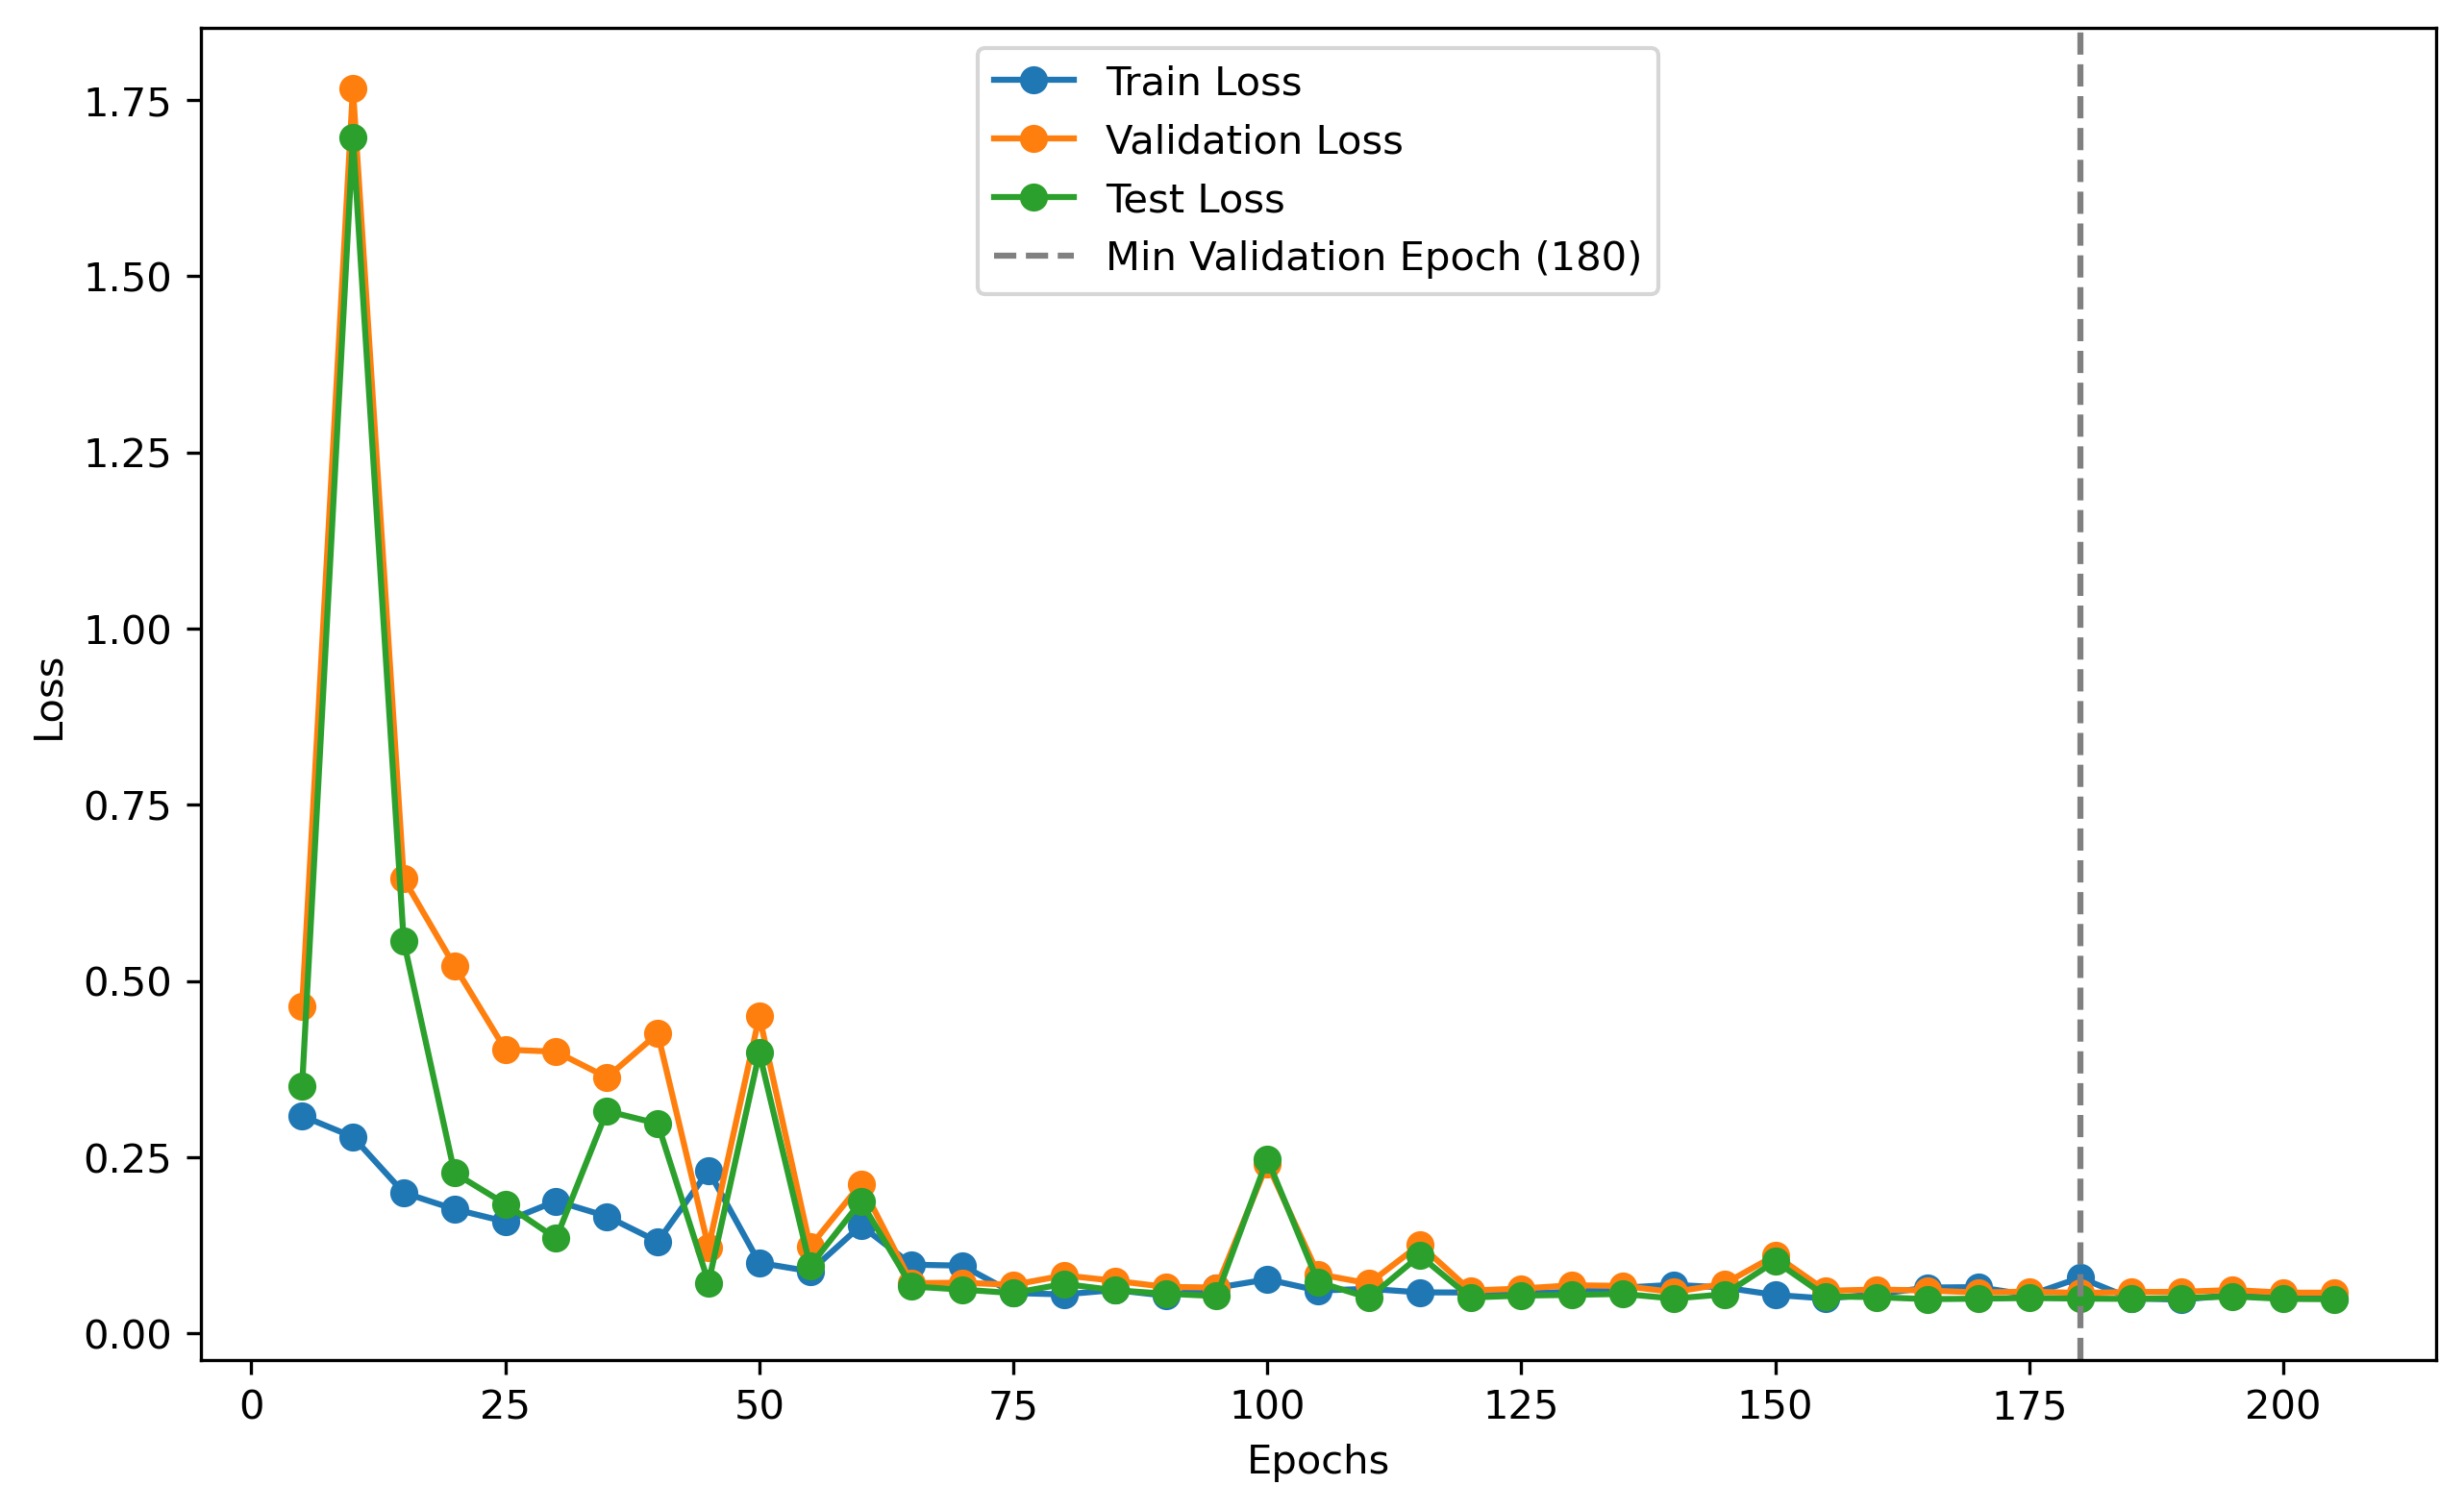 Train Loss
Validation Loss
Test Loss
Min Validation Epoch (180)
1.75
1.50
1.25
1.00
0.75
0.50
0.25
0.00
Loss
0 25 50 75 100 125 150 175 200
Epochs